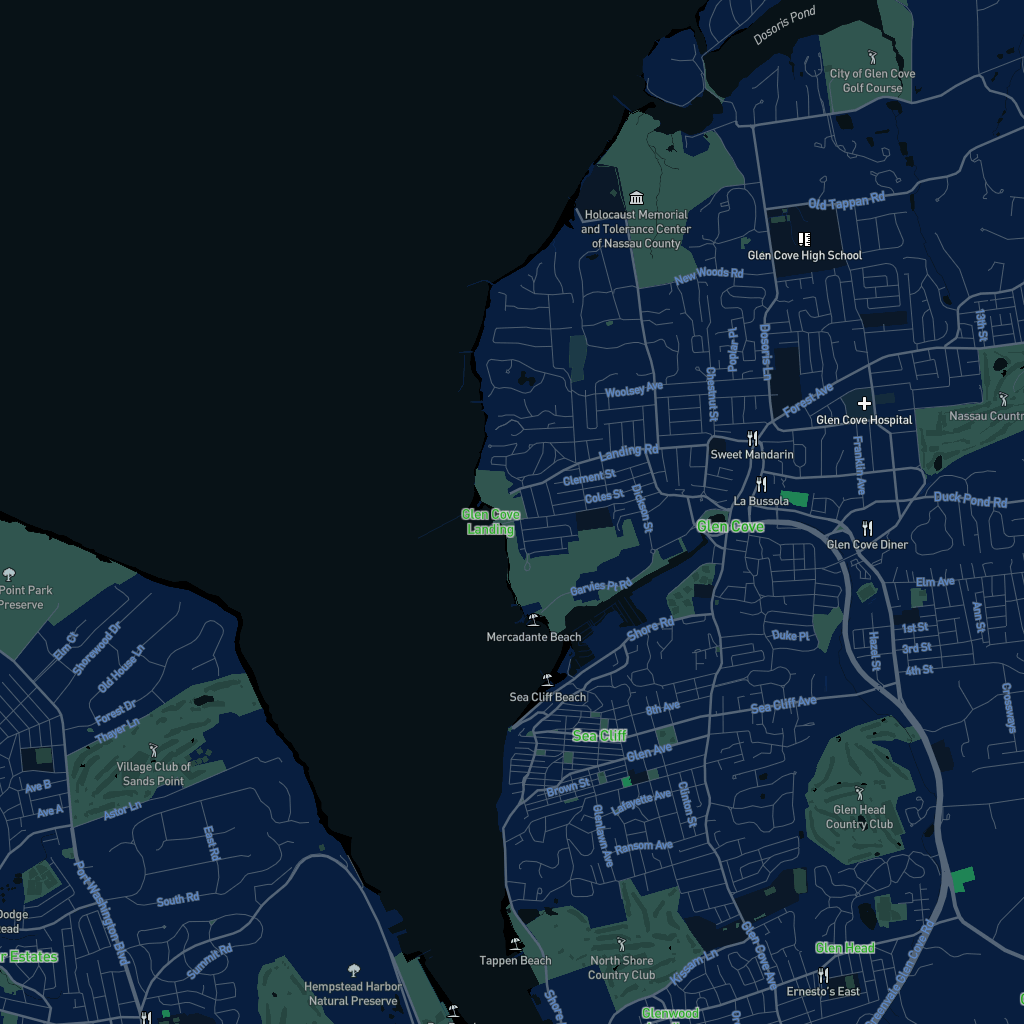 Dosoris Pond
City of Glen Cove
Golf Course
Old Tappan Rd
Holocaust Memorial
and Tolerance Center
of Nassau County
Glen Cove High School
New Woods Rd
13th St
Poplar Pl
Dosoris Ln
Woolsey Ave
Chestnut St
Forest Ave
Nassau Countr
Glen Cove Hospital
Landing Rd
Sweet Mandarin
Franklin Ave
Clement St
Coles St
Dickson St
La Bussola
Duck Pond Rd
Glen Cove
Landing
Glen Cove
Glen Cove Diner
Point Park
Preserve
Garvies Pt Rd
Elm Ave
Ann St
Mercadante Beach
Shore Rd
Duke Pl
Hazel St
1st St
3rd St
4th St
Elm Ct
Shorewood Dr
Old House Ln
Sea Cliff Beach
8th Ave
Sea Cliff Ave
Crossways
Forest Dr
Thayer Ln
Sea Cliff
Glen Ave
Village Club of
Sands Point
Ave B
Ave A
Astor Ln
Brown St
Lafayette Ave
Clinton St
Glen Head
Country Club
East Rd
Glenlawn Ave
Ransom Ave
Port Washington Blvd
South Rd
Dodge
ead
r Estates
Summit Rd
Hempstead Harbor
Natural Preserve
Tappen Beach
North Shore
Country Club
Kissam Ln
Glen Cove Ave
Glen Head
Ernesto's East
Shore
Glenwood